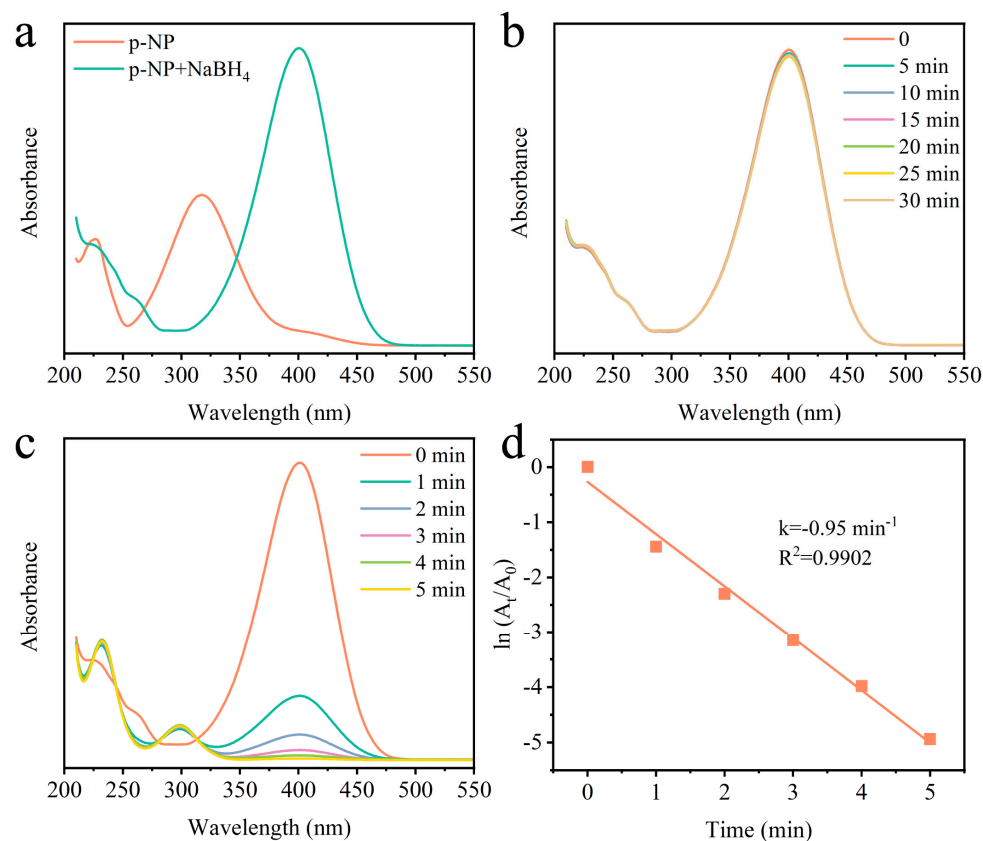 a
p-NP
p-NP+NaBH₄
Absorbance
200 250 300 350 400 450 500 550
Wavelength (nm)
b
0
5 min
10 min
15 min
20 min
25 min
30 min
Absorbance
200 250 300 350 400 450 500 550
Wavelength (nm)
c
0 min
1 min
2 min
3 min
4 min
5 min
Absorbance
200 250 300 350 400 450 500 550
Wavelength (nm)
d
k=-0.95 min⁻¹
R²=0.9902
ln (Aₜ/A₀)
0
-1
-2
-3
-4
-5
0 1 2 3 4 5
Time (min)